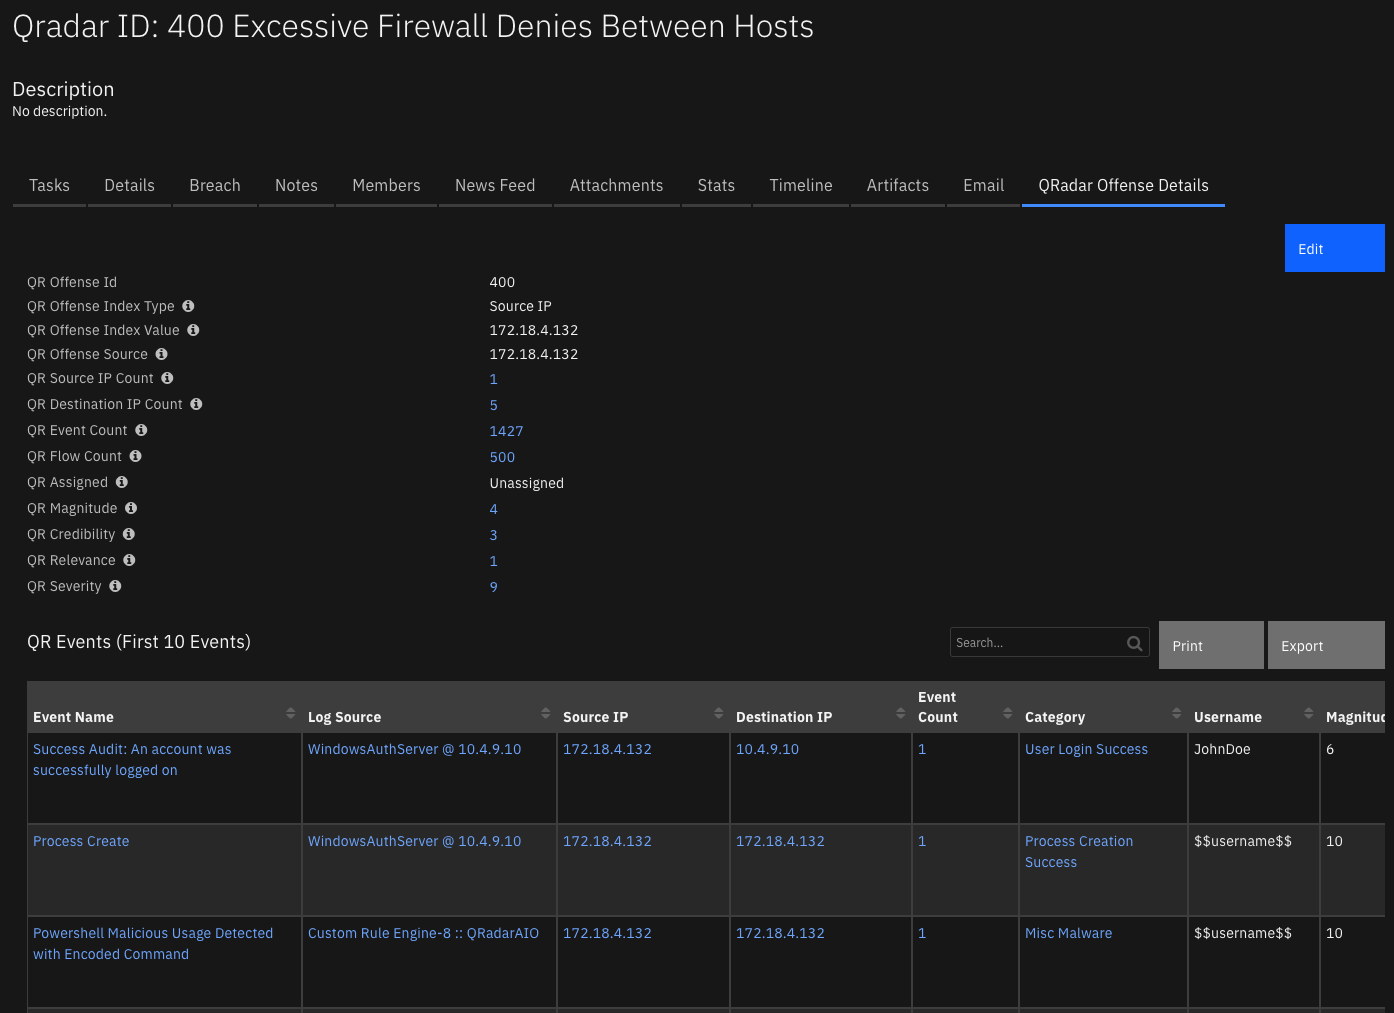 Qradar ID: 400 Excessive Firewall Denies Between Hosts
Description
No description.
Tasks Details Breach Notes Members News Feed Attachments Stats Timeline Artifacts Email QRadar Offense Details
Edit
QR Offense Id 400
QR Offense Index Type Source IP
QR Offense Index Value 172.18.4.132
QR Offense Source 172.18.4.132
QR Source IP Count 1
QR Destination IP Count 5
QR Event Count 1427
QR Flow Count 500
QR Assigned Unassigned
QR Magnitude 4
QR Credibility 3
QR Relevance 1
QR Severity 9
QR Events (First 10 Events) Search... Print Export
Event Name Log Source Source IP Destination IP Event Count Category Username Magnituc
Success Audit: An account was WindowsAuthServer @ 10.4.9.10 172.18.4.132 10.4.9.10 1 User Login Success JohnDoe 6
successfully logged on
Process Create WindowsAuthServer @ 10.4.9.10 172.18.4.132 172.18.4.132 1 Process Creation $$username$$ 10
Success
Powershell Malicious Usage Detected Custom Rule Engine-8 :: QRadarAIO 172.18.4.132 172.18.4.132 1 Misc Malware $$username$$ 10
with Encoded Command